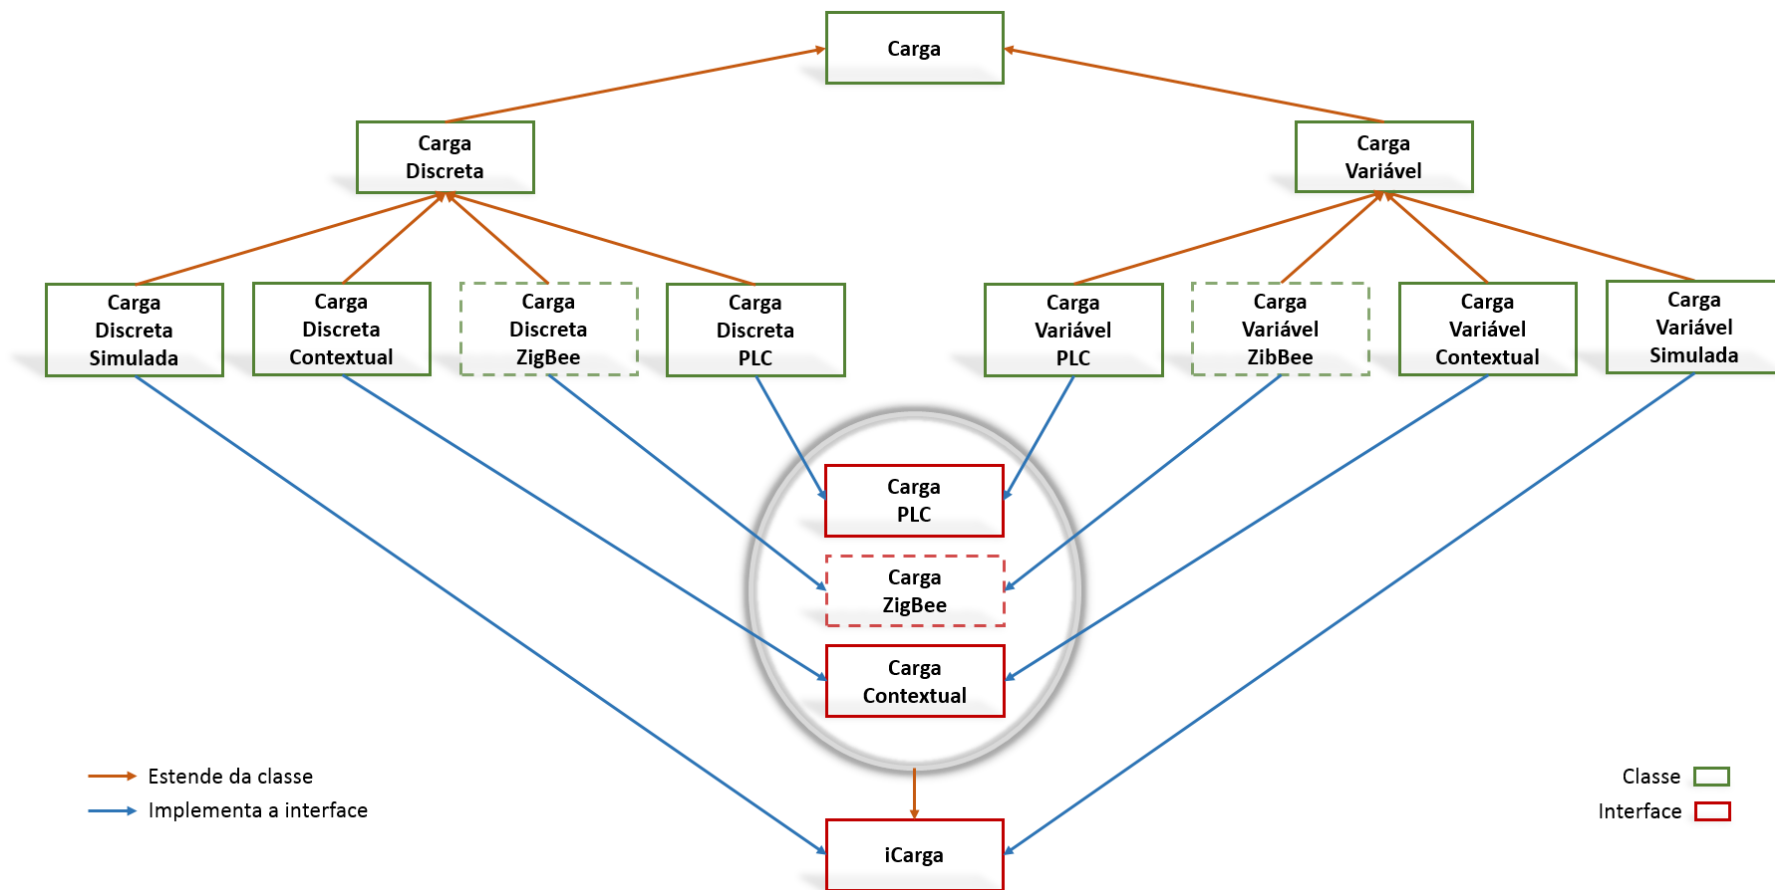 Carga
Carga
Discreta
Carga
Variável
Carga
Discreta
Simulada
Carga
Discreta
Contextual
Carga
Discreta
ZigBee
Carga
Discreta
PLC
Carga
Variável
PLC
Carga
Variável
ZibBee
Carga
Variável
Contextual
Carga
Variável
Simulada
Carga
PLC
Carga
ZigBee
Carga
Contextual
Estende da classe
Implementa a interface
Classe
Interface
iCarga